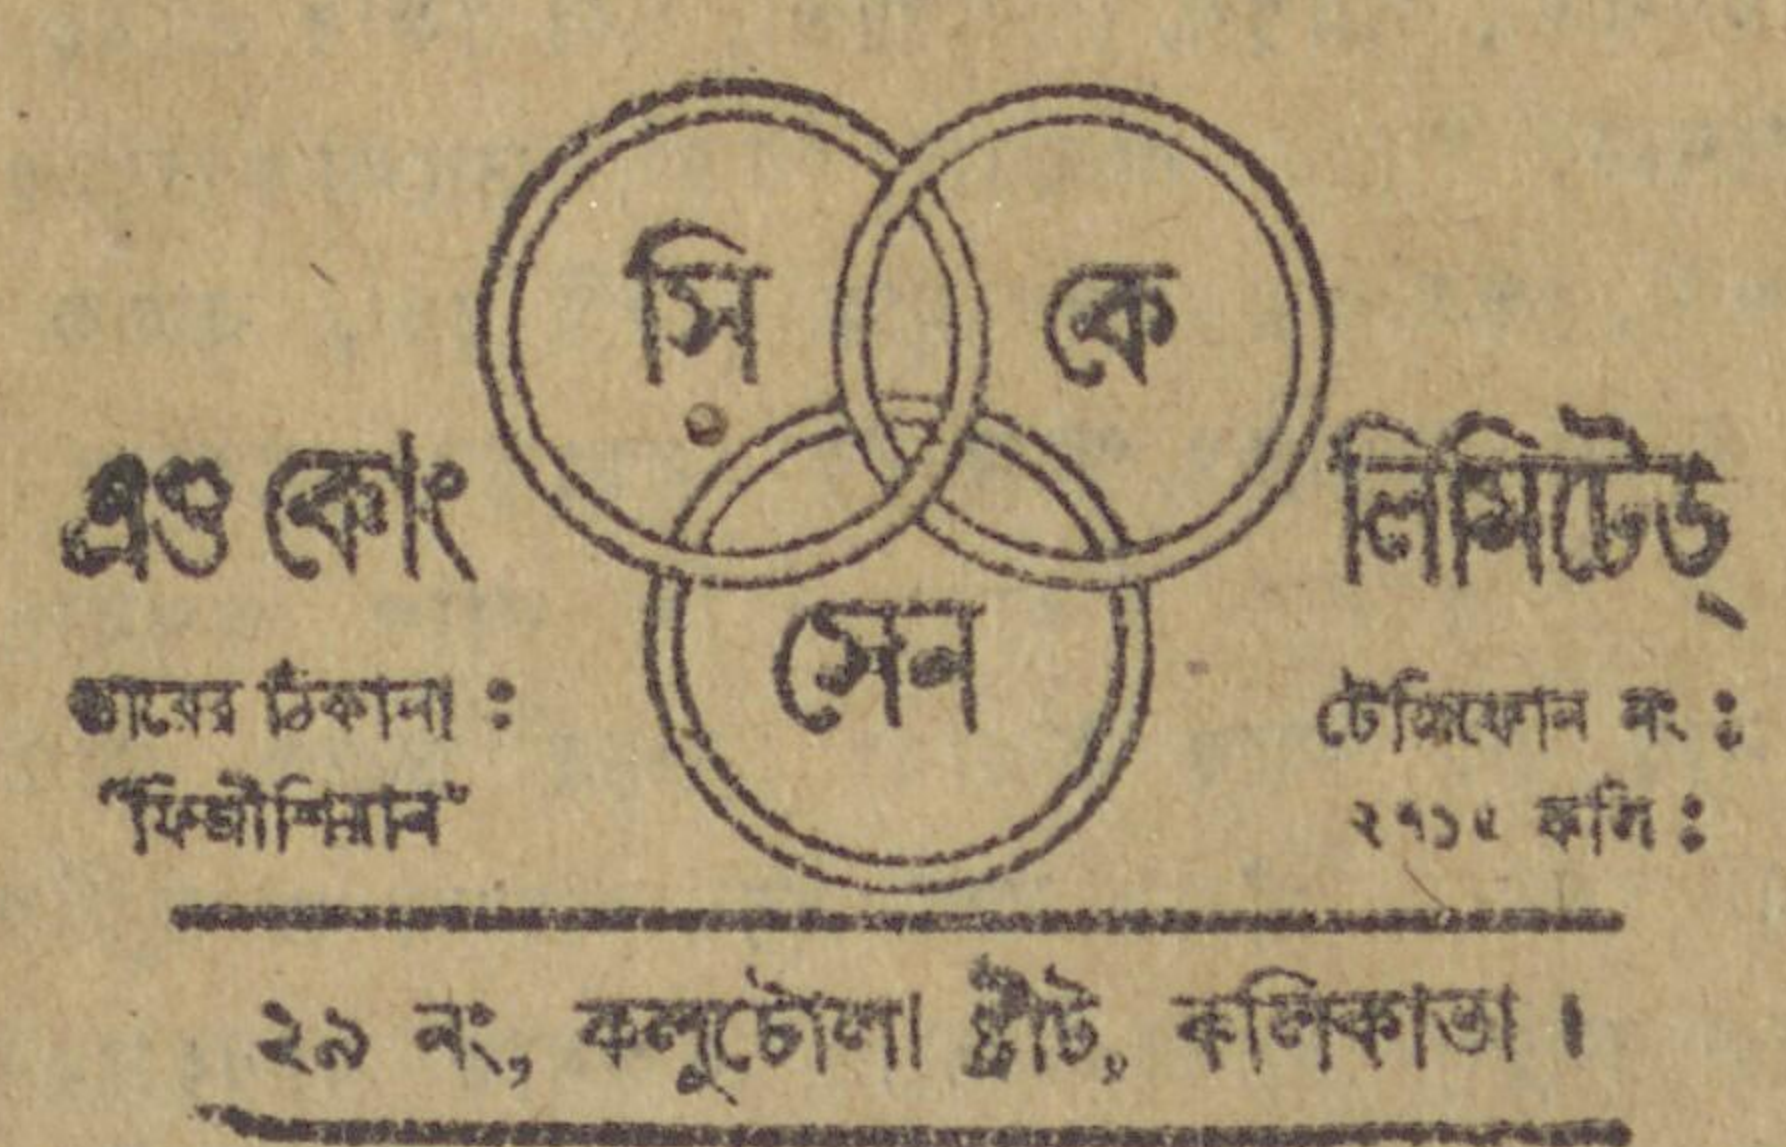 সি কে
সেন
এণ্ড কোং লিমিটেড্
তারের ঠিকানা :
"ফিজীশিয়ান"
টেলিফোন নং :
২৭১৫ কলি :
২৯ নং, কলুটোলা ষ্ট্রীট, কলিকাতা ।